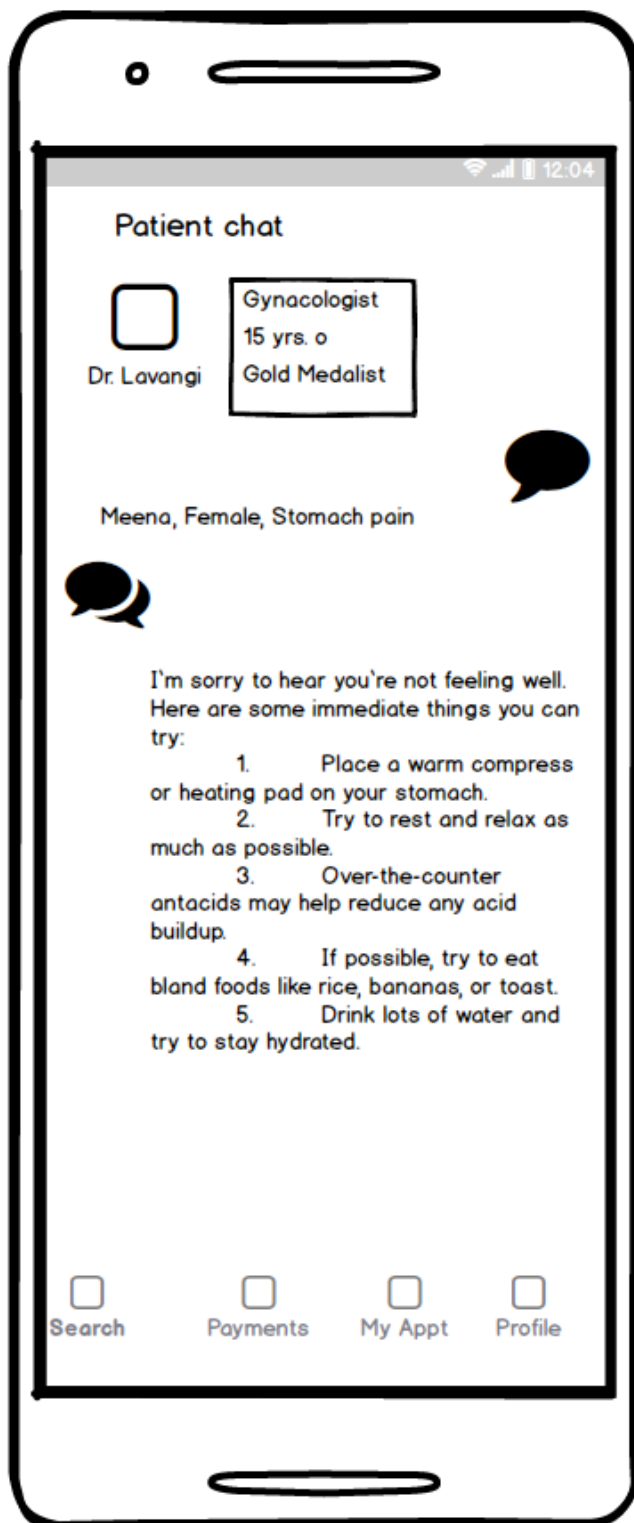 12:04
Patient chat
Gynacologist
15 yrs. o
Gold Medalist
Dr. Lavangi
Meena, Female, Stomach pain
I`m sorry to hear you`re not feeling well.
Here are some immediate things you can
try:
1. Place a warm compress
or heating pad on your stomach.
2. Try to rest and relax as
much as possible.
3. Over-the-counter
antacids may help reduce any acid
buildup.
4. If possible, try to eat
bland foods like rice, bananas, or toast.
5. Drink lots of water and
try to stay hydrated.
Search Payments My Appt Profile